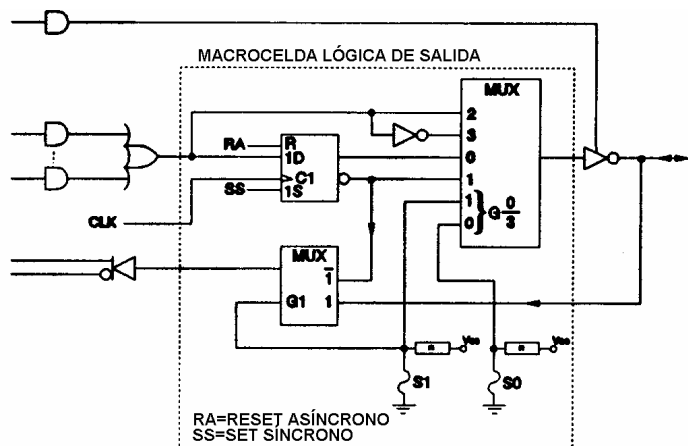 MACROCELDA LÓGICA DE SALIDA
MUX
2
3
RA
R
1D
0
C1
1
SS
1S
1
G 0/3
0
CLK
MUX
1
G1
1
Vcc
Vcc
S1
S0
RA=RESET ASÍNCRONO
SS=SET SÍNCRONO